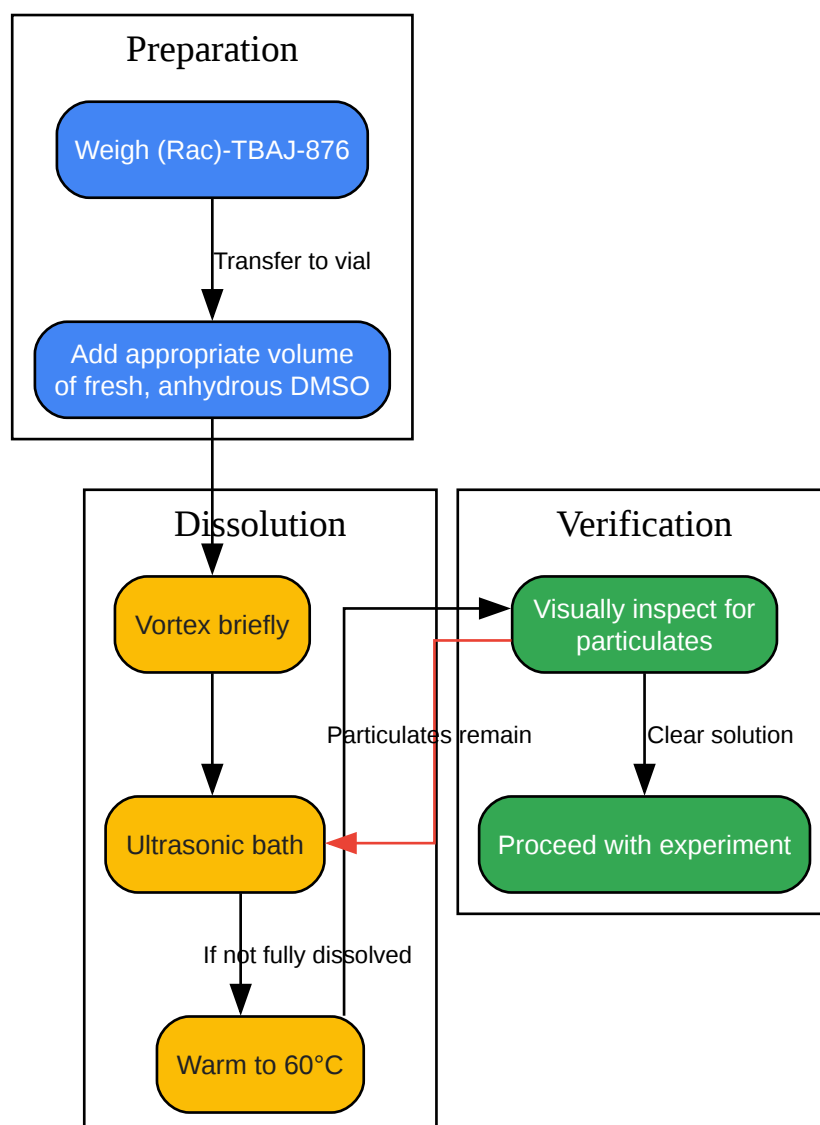 Preparation
Weigh (Rac)-TBAJ-876
Transfer to vial
Add appropriate volume
of fresh, anhydrous DMSO
Dissolution
Vortex briefly
Ultrasonic bath
If not fully dissolved
Warm to 60°C
Verification
Visually inspect for
particulates
Particulates remain
Clear solution
Proceed with experiment